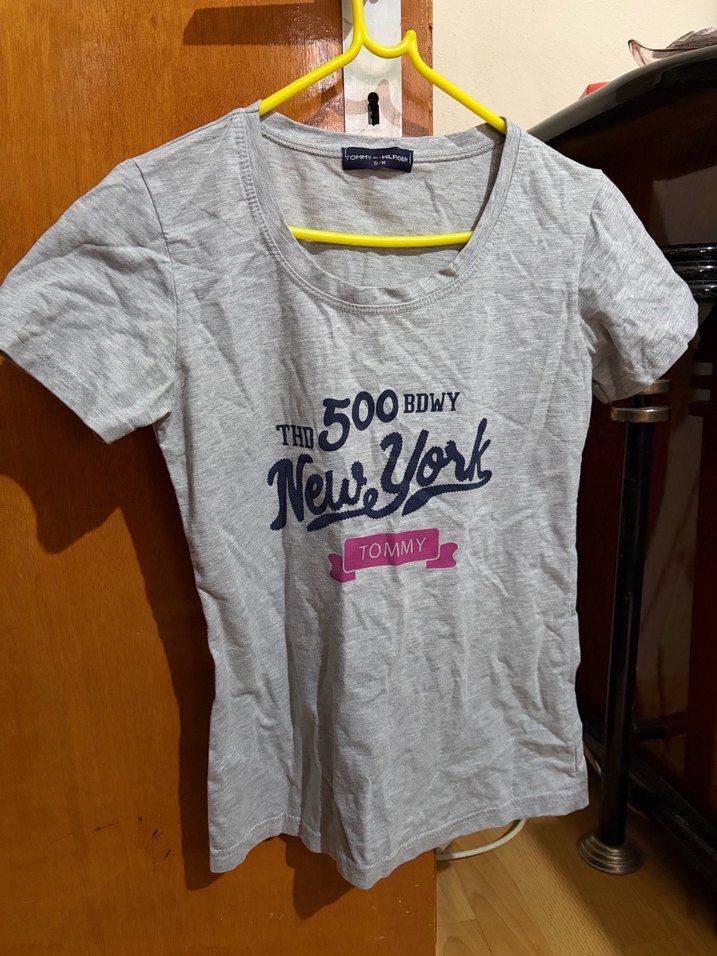 TOMMY HILFIGER
S-M
THD 500 BDWY
New York
TOMMY